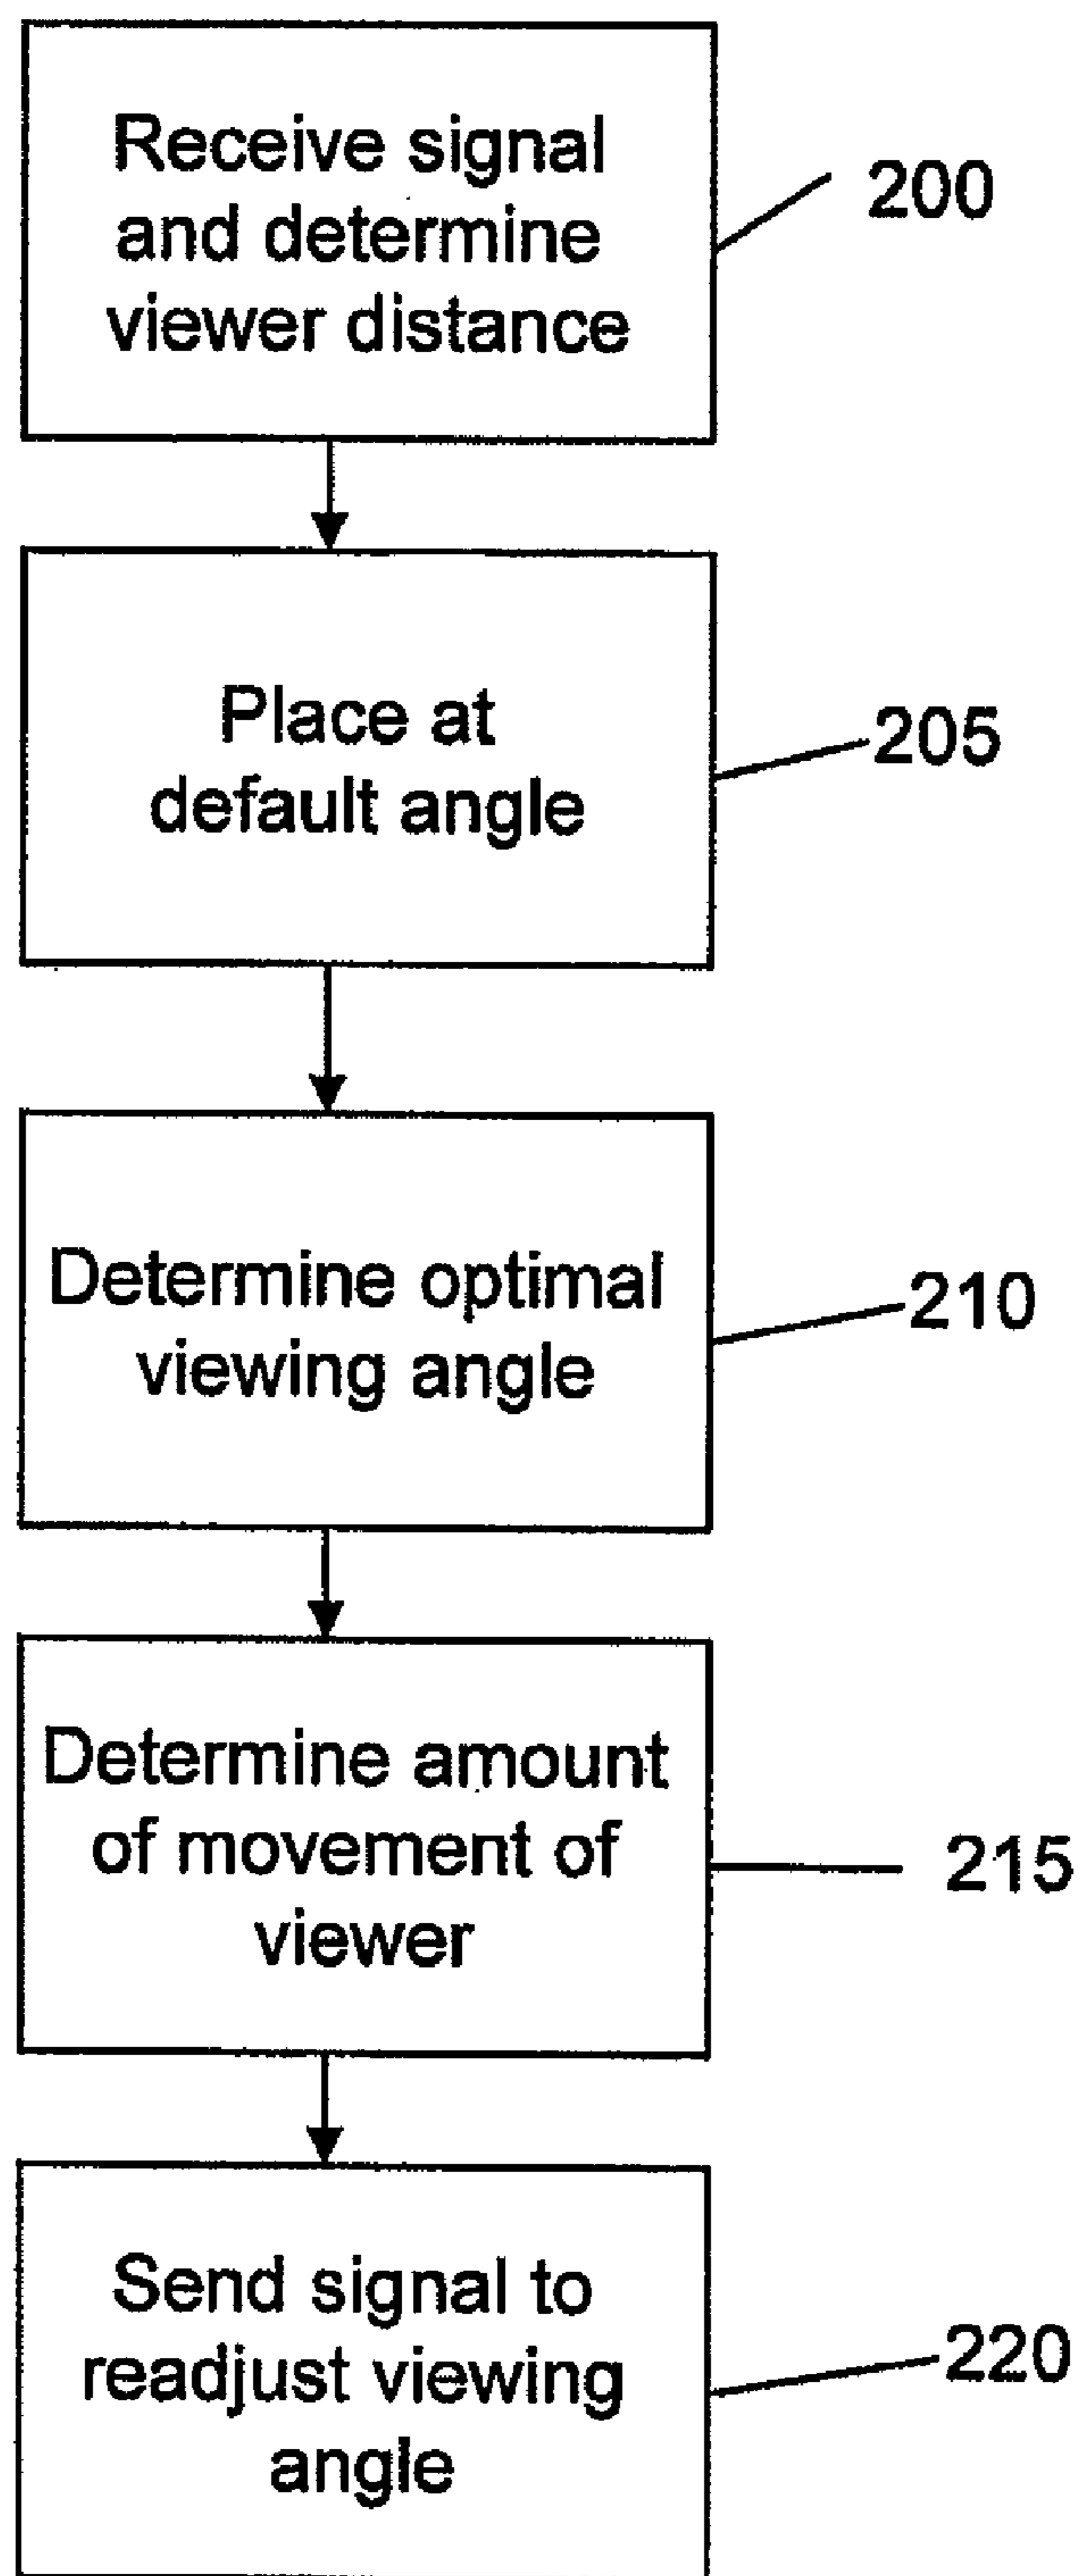 Receive signal
and determine
viewer distance
200
Place at
default angle
205
Determine optimal
viewing angle
210
Determine amount
of movement of
viewer
215
Send signal to
readjust viewing
angle
220